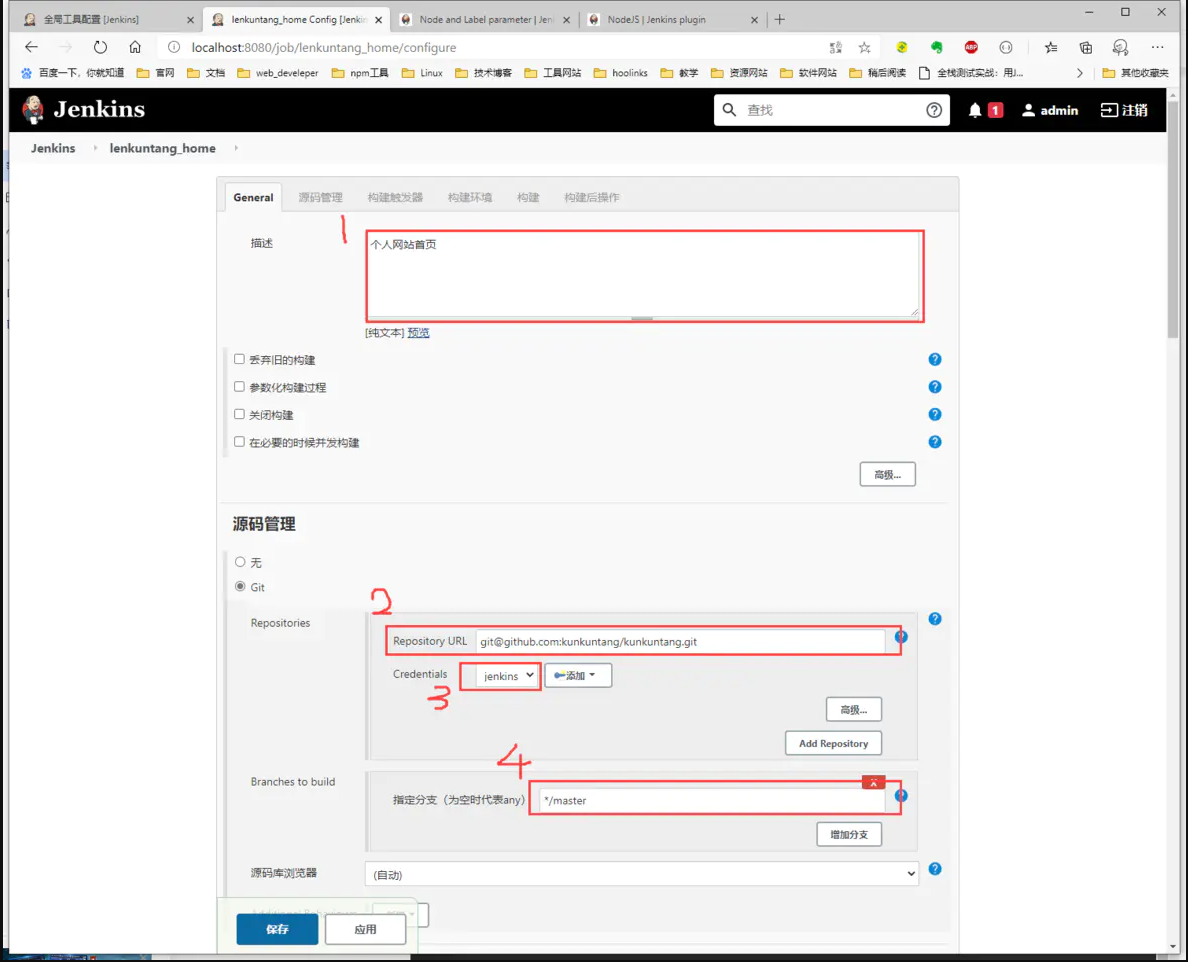 全局工具配置 [Jenkins]
lenkuntang_home Config [Jenkin
Node and Label parameter | Jen
NodeJS | Jenkins plugin
localhost:8080/job/lenkuntang_home/configure
ABP
百度一下，你就知道
官网
文档
web_develeper
npm工具
Linux
技术博客
工具网站
hoolinks
教学
资源网站
软件网站
稍后阅读
全栈测试实战：用J...
其他收藏夹
Jenkins
查找
1
admin
注销
Jenkins
lenkuntang_home
General
源码管理
构建触发器
构建环境
构建
构建后操作
1
描述
个人网站首页
[纯文本] 预览
丢弃旧的构建
参数化构建过程
关闭构建
在必要的时候并发构建
高级...
源码管理
无
Git
2
Repositories
Repository URL
git@github.com:kunkuntang/kunkuntang.git
Credentials
jenkins
添加
3
高级...
Add Repository
4
Branches to build
X
指定分支（为空时代表any）
*/master
增加分支
源码库浏览器
(自动)
保存
应用